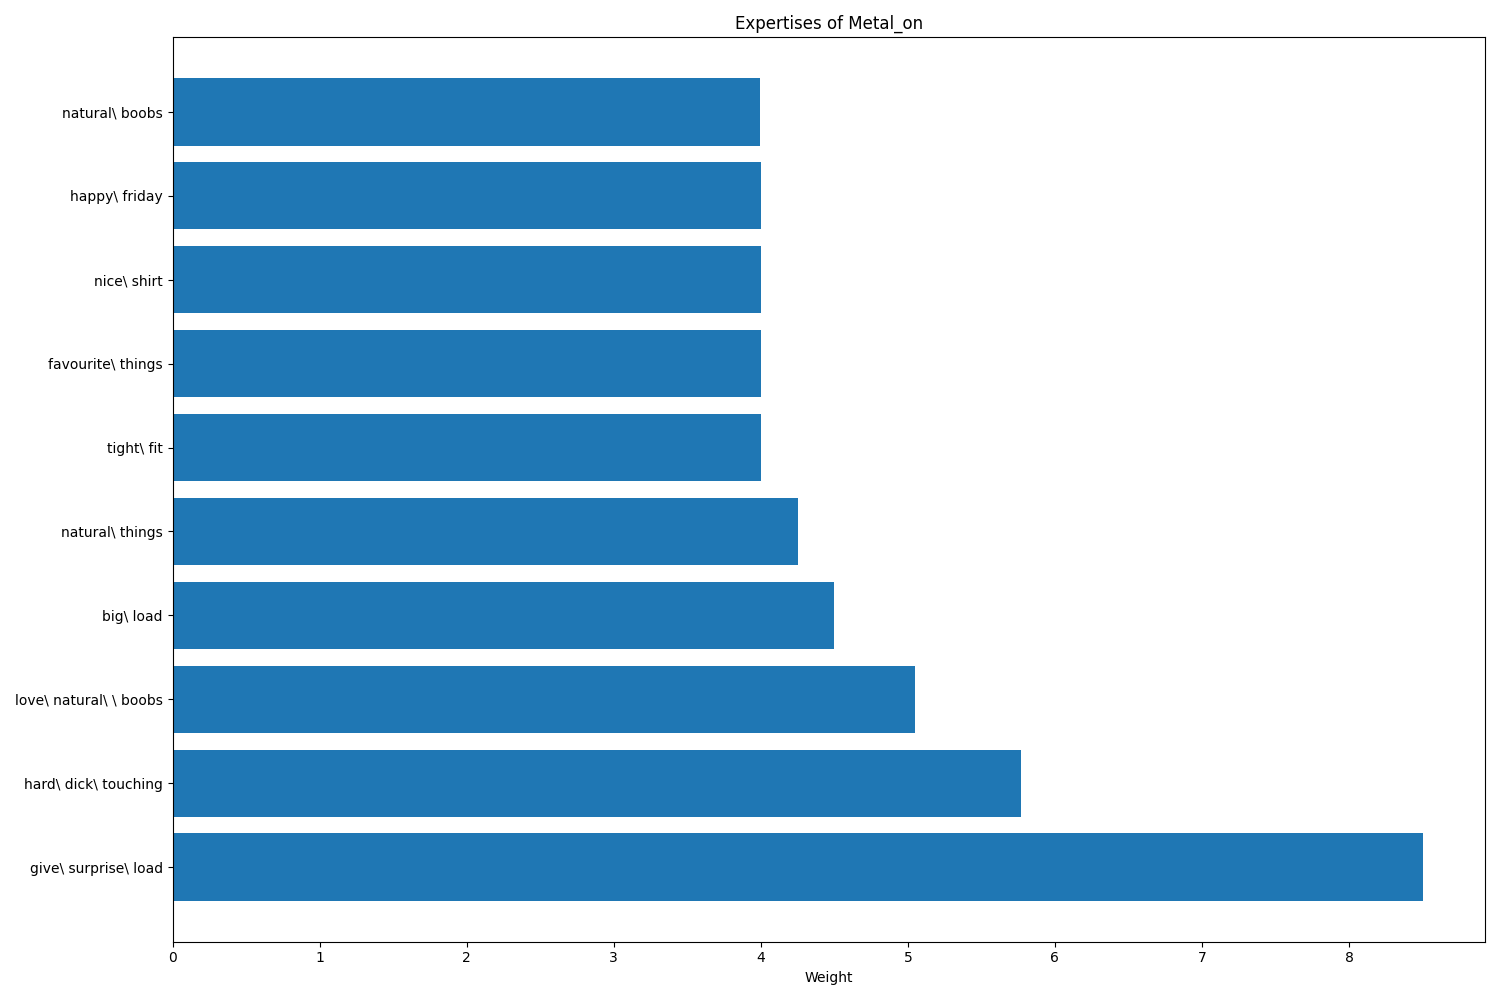 Expertises of Metal_on
natural\ boobs
happy\ friday
nice\ shirt
favourite\ things
tight\ fit
natural\ things
big\ load
love\ natural\ \ boobs
hard\ dick\ touching
give\ surprise\ load
0 1 2 3 4 5 6 7 8
Weight